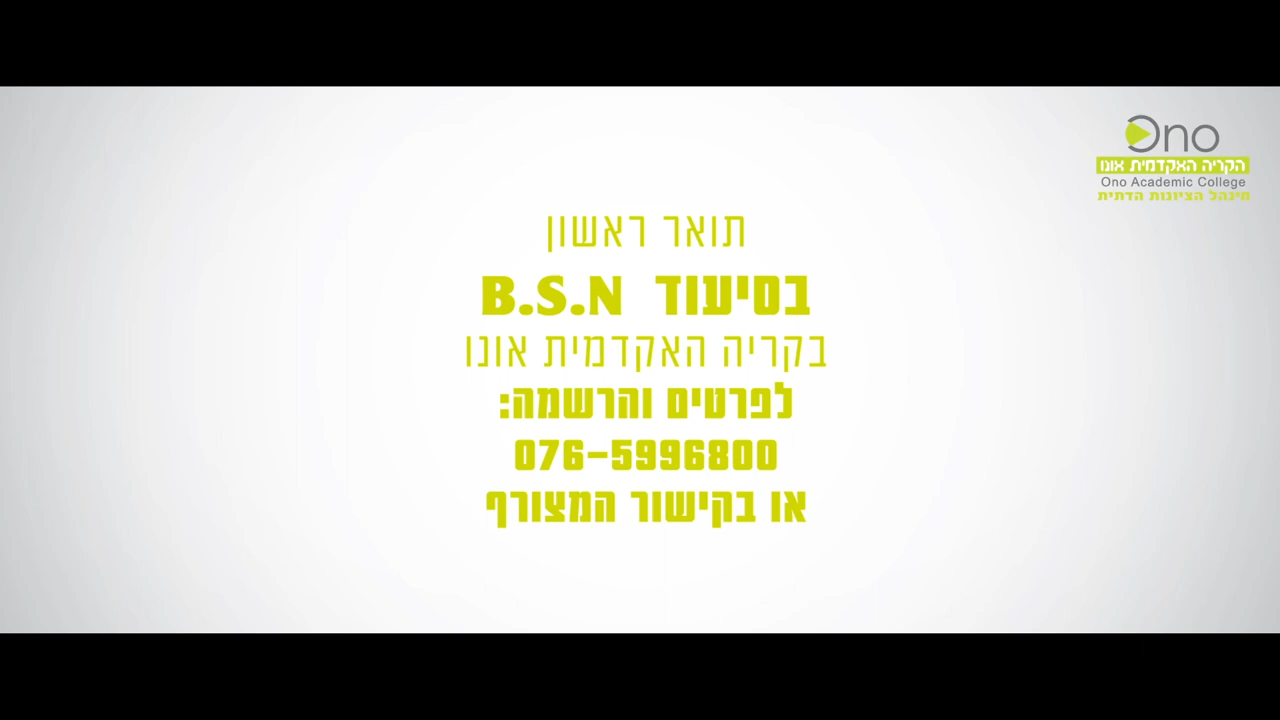 Ono
הקריה האקדמית אונו
Ono Academic College
מינהל הציונות הדתית
תואר ראשון
בסיעוד B.S.N
בקריה האקדמית אונו
לפרטים והרשמה:
076-5996800
או בקישור המצורף